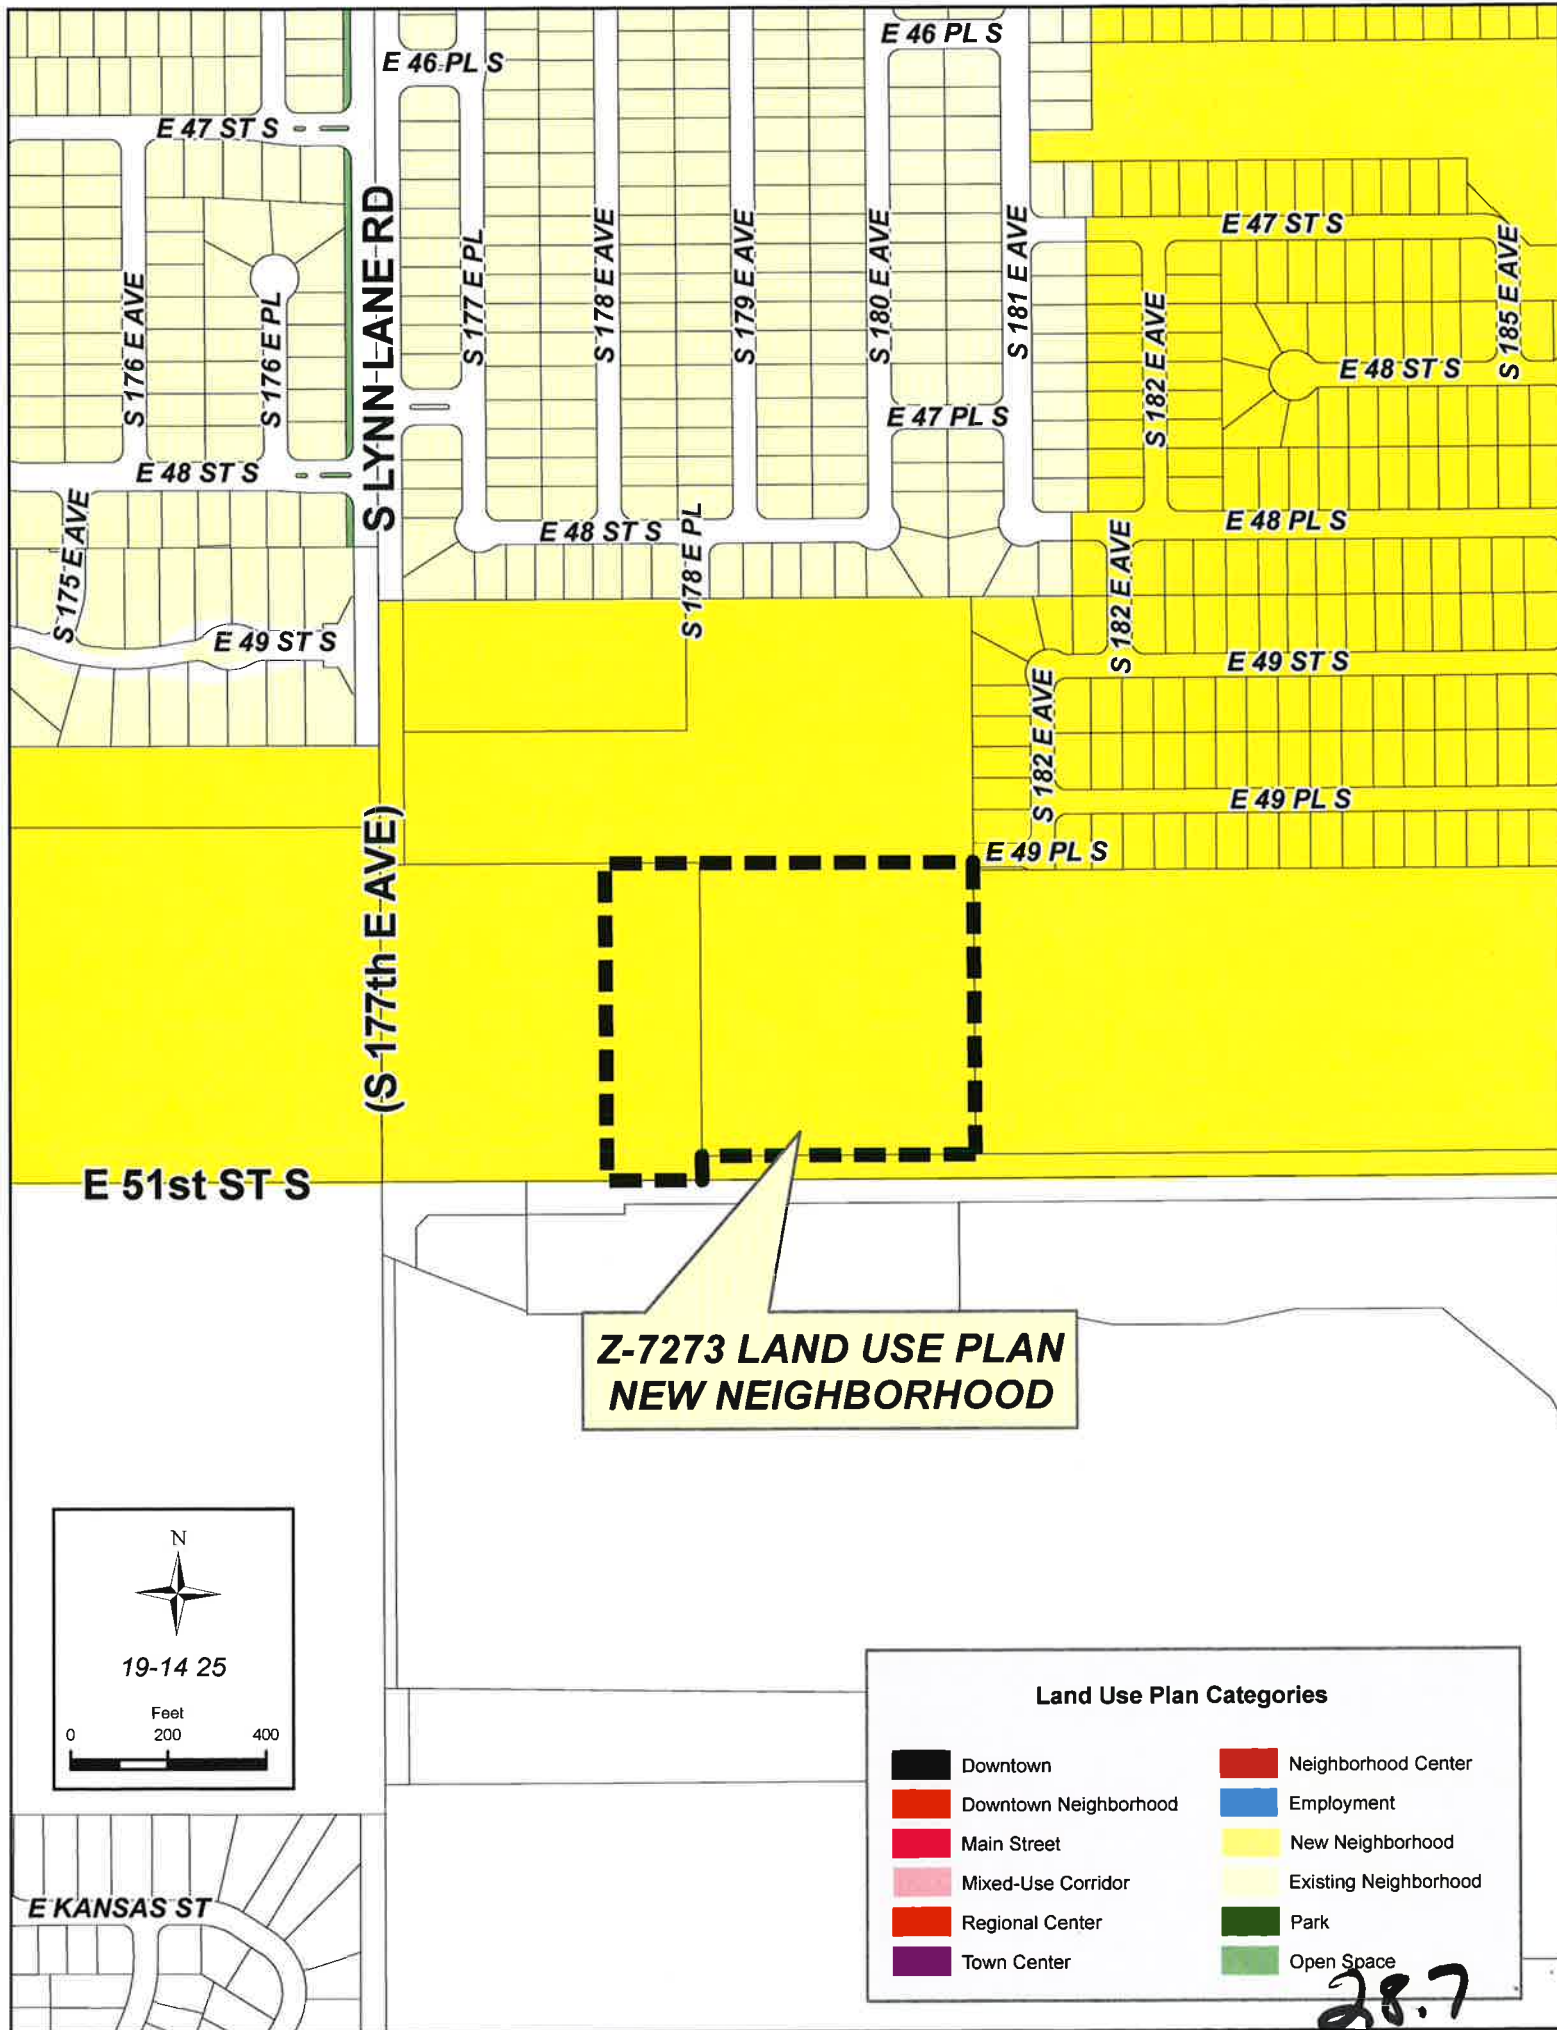 E 46 PL S
E 46 PL S
E 47 ST S
S LYNN LANE RD
S 176 E AVE
S 176 E PL
S 177 E PL
S 178 E AVE
S 179 E AVE
S 180 E AVE
S 181 E AVE
E 47 ST S
S 182 E AVE
S 185 E AVE
E 48 ST S
E 47 PL S
E 48 ST S
S 175 E AVE
E 48 ST S
S 178 E PL
E 48 PL S
S 182 E AVE
E 49 ST S
E 49 ST S
S 182 E AVE
E 49 PL S
E 49 PL S
(S 177th E AVE)
E 51st ST S
Z-7273 LAND USE PLAN
NEW NEIGHBORHOOD
N
19-14 25
Feet
0 200 400
E KANSAS ST
Land Use Plan Categories
Downtown
Downtown Neighborhood
Main Street
Mixed-Use Corridor
Regional Center
Town Center
Neighborhood Center
Employment
New Neighborhood
Existing Neighborhood
Park
Open Space
28.7